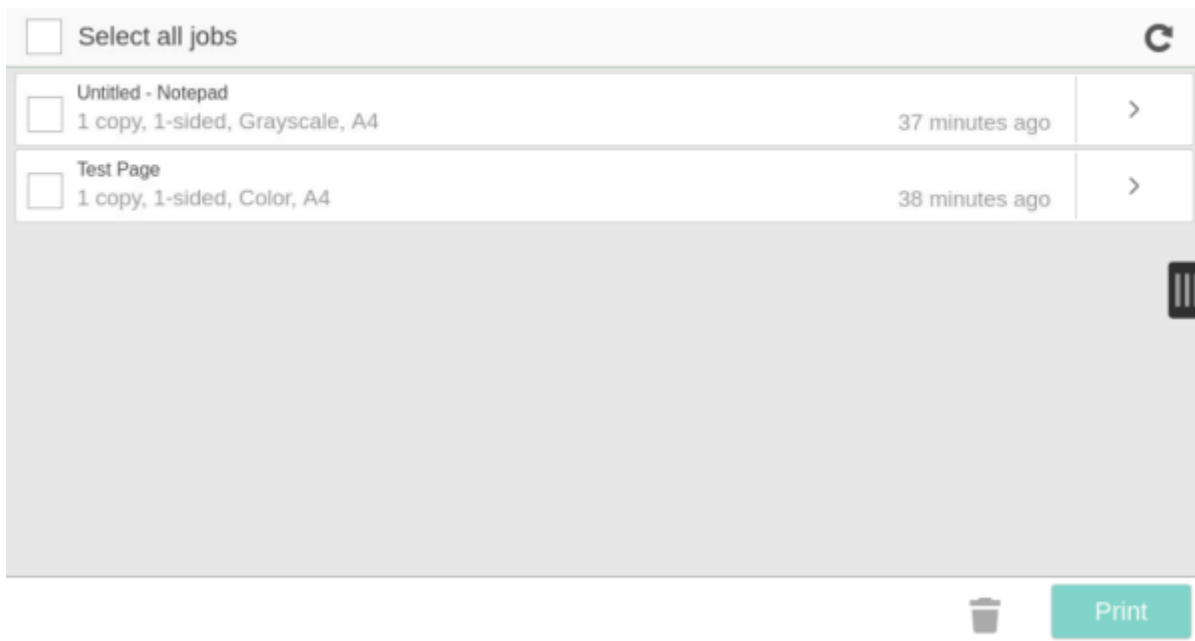 Select all jobs
Untitled - Notepad
1 copy, 1-sided, Grayscale, A4
37 minutes ago
Test Page
1 copy, 1-sided, Color, A4
38 minutes ago
Print